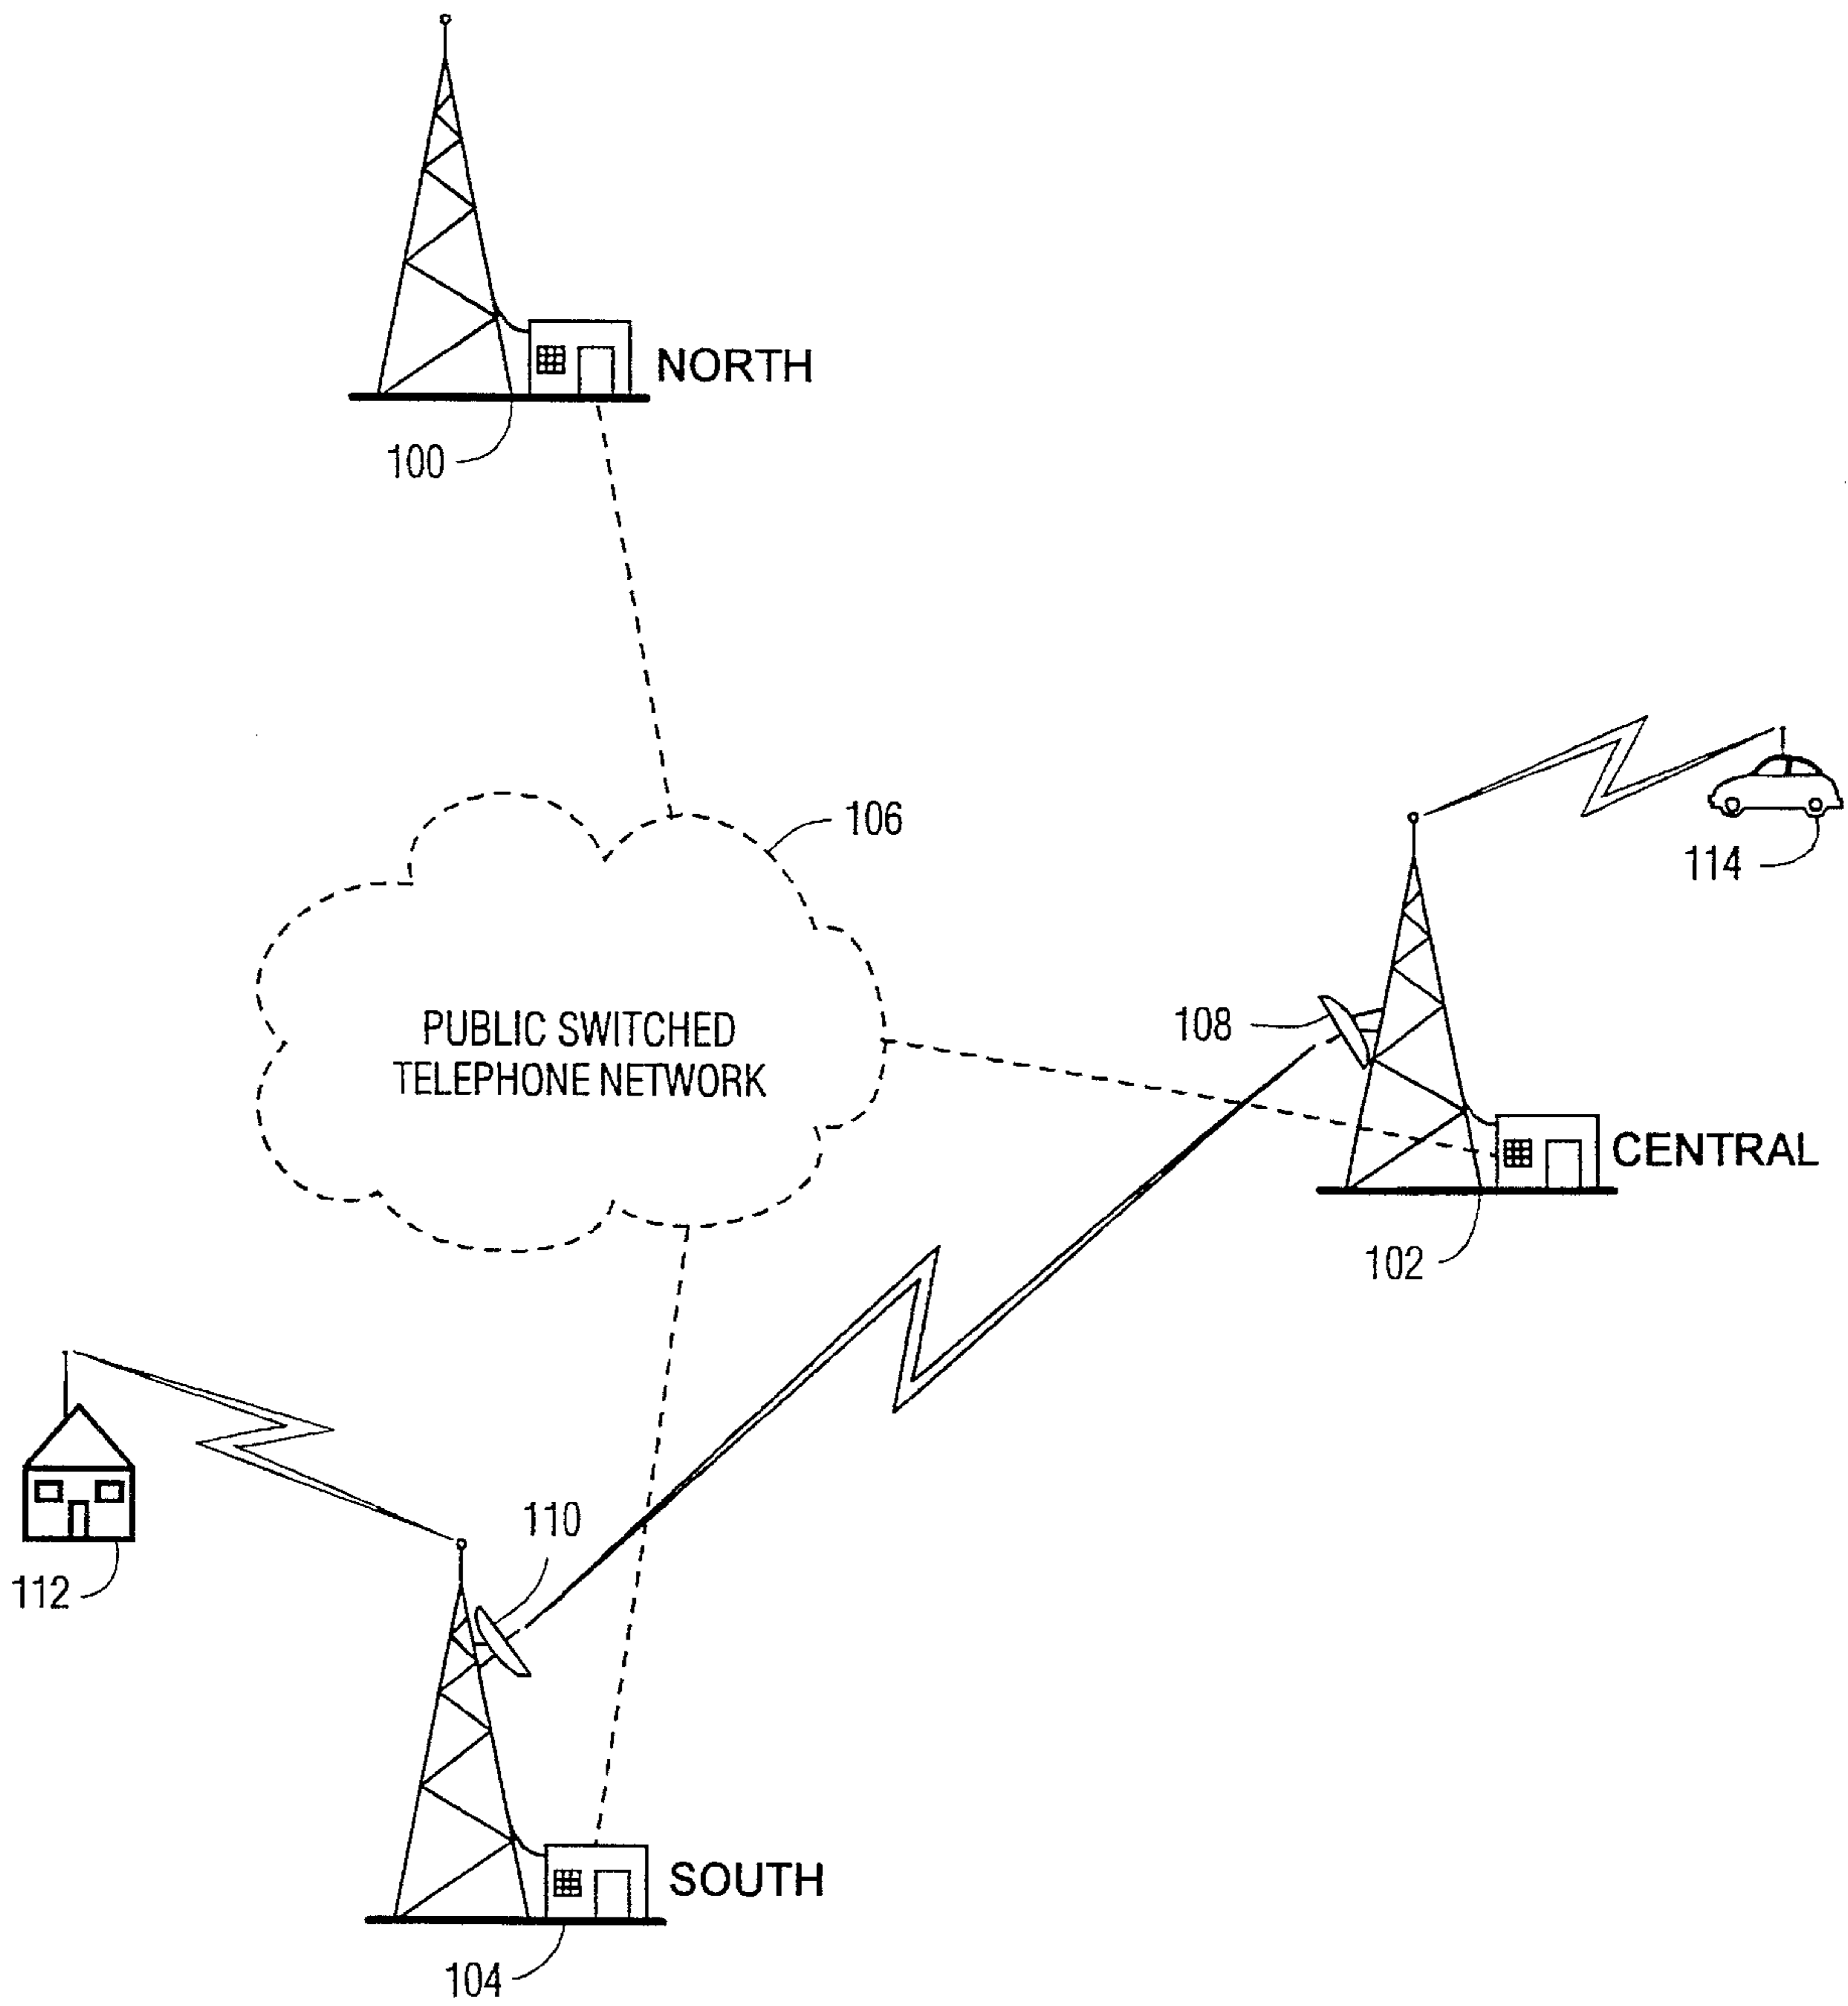 NORTH
100
106
114
PUBLIC SWITCHED
TELEPHONE NETWORK
108
CENTRAL
102
110
112
SOUTH
104